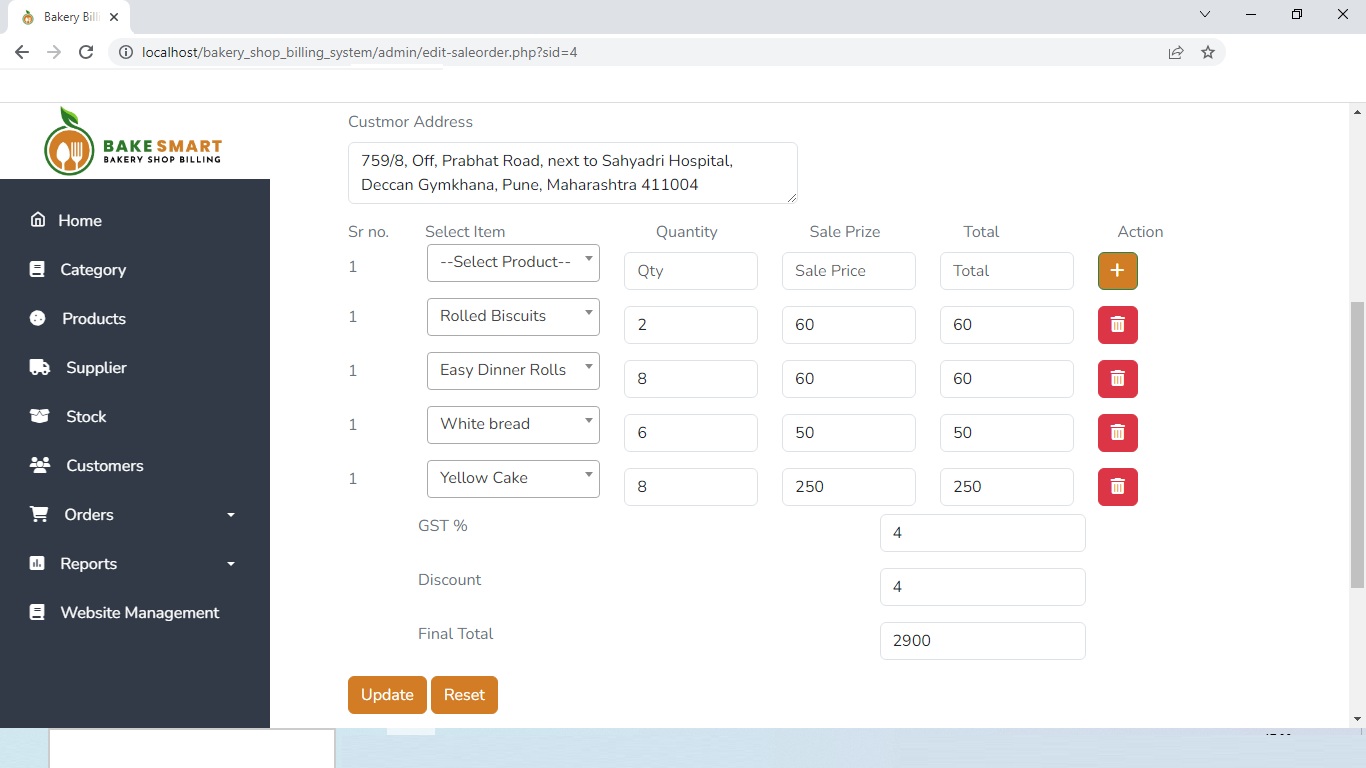 Bakery Bill
localhost/bakery_shop_billing_system/admin/edit-saleorder.php?sid=4
BAKE SMART
BAKERY SHOP BILLING
Home
Category
Products
Supplier
Stock
Customers
Orders
Reports
Website Management
Custmor Address
759/8, Off, Prabhat Road, next to Sahyadri Hospital,
Deccan Gymkhana, Pune, Maharashtra 411004
Sr no. Select Item Quantity Sale Prize Total Action
1 --Select Product-- Qty Sale Price Total +
1 Rolled Biscuits 2 60 60
1 Easy Dinner Rolls 8 60 60
1 White bread 6 50 50
1 Yellow Cake 8 250 250
GST % 4
Discount 4
Final Total 2900
Update Reset